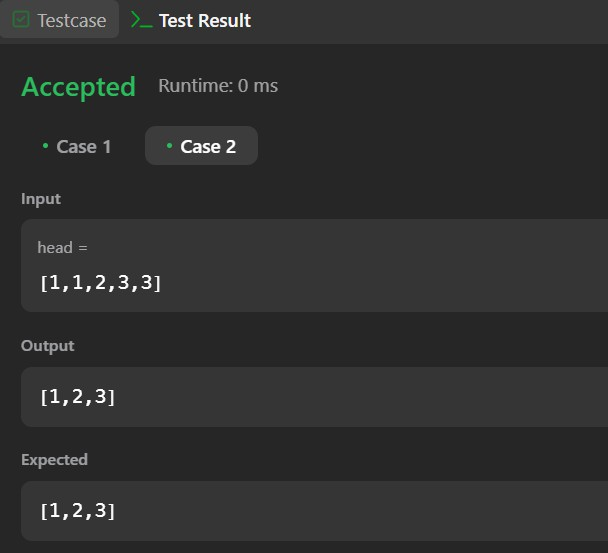 Testcase >_ Test Result
Accepted Runtime: 0 ms
• Case 1 • Case 2
Input
head =
[1,1,2,3,3]
Output
[1,2,3]
Expected
[1,2,3]